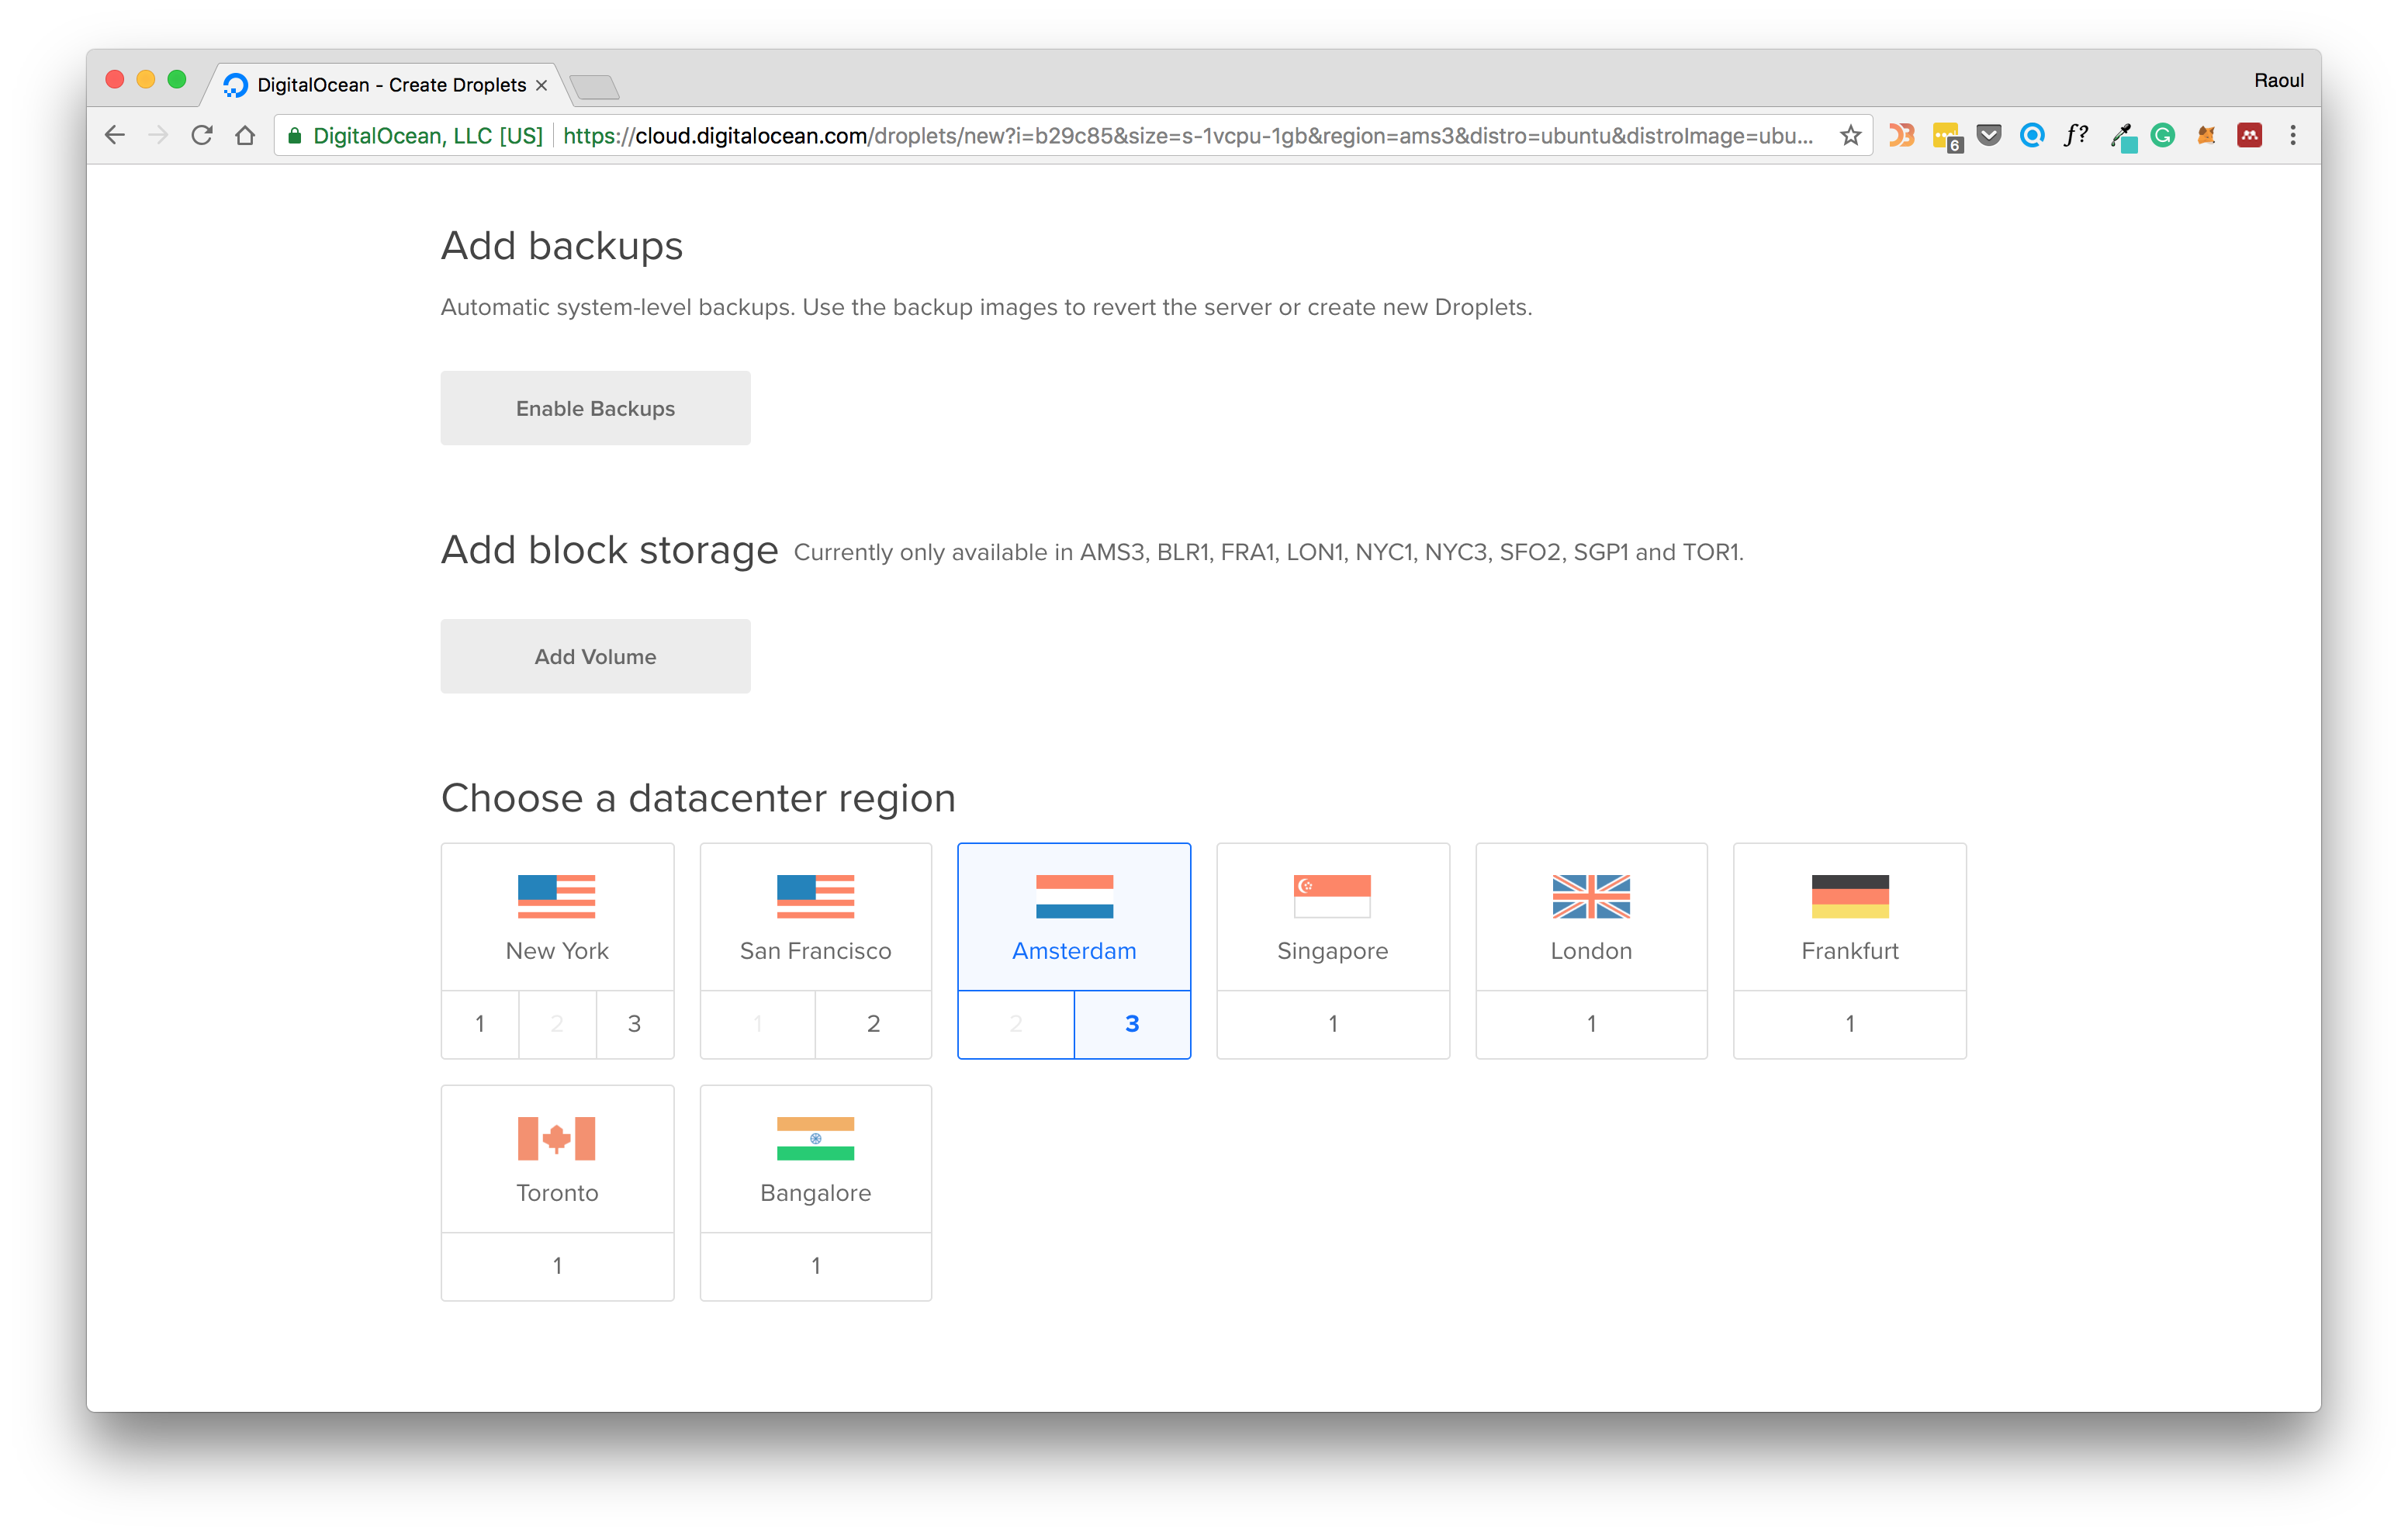 DigitalOcean - Create Droplets
Raoul
DigitalOcean, LLC [US] https://cloud.digitalocean.com/droplets/new?i=b29c85&size=s-1vcpu-1gb&region=ams3&distro=ubuntu&distroImage=ubu...
6
f?
Add backups
Automatic system-level backups. Use the backup images to revert the server or create new Droplets.
Enable Backups
Add block storage Currently only available in AMS3, BLR1, FRA1, LON1, NYC1, NYC3, SFO2, SGP1 and TOR1.
Add Volume
Choose a datacenter region
New York San Francisco Amsterdam Singapore London Frankfurt
1 2 3 1 2 2 3 1 1 1
Toronto Bangalore
1 1